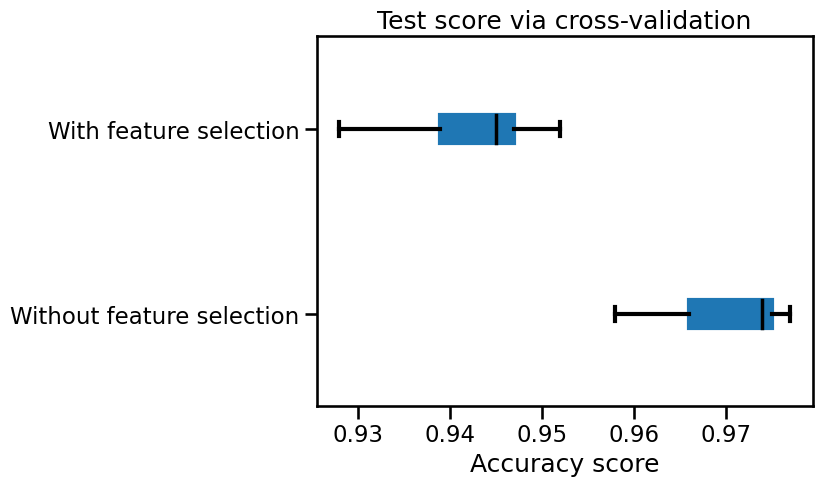 Test score via cross-validation
With feature selection
Without feature selection
0.93 0.94 0.95 0.96 0.97
Accuracy score